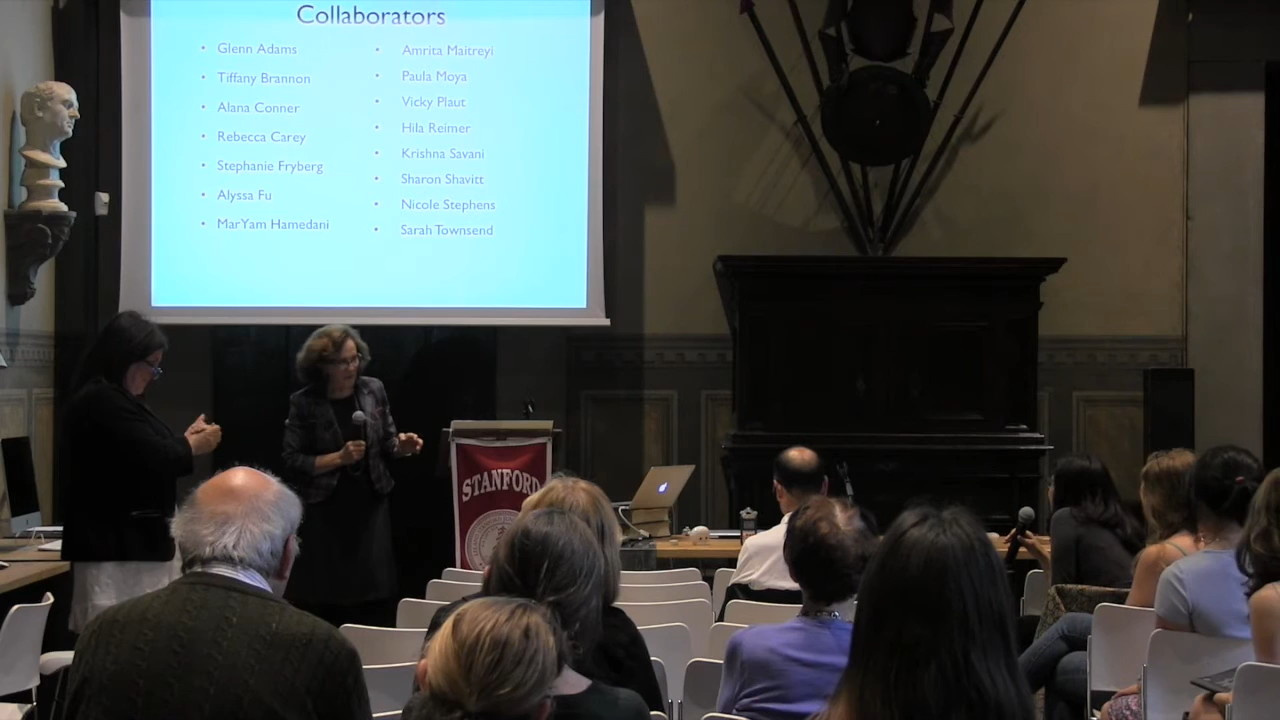 Collaborators
• Glenn Adams
• Tiffany Brannon
• Alana Conner
• Rebecca Carey
• Stephanie Fryberg
• Alyssa Fu
• MarYam Hamedani
• Amrita Maitreyi
• Paula Moya
• Vicky Plaut
• Hila Reimer
• Krishna Savani
• Sharon Shavitt
• Nicole Stephens
• Sarah Townsend
STANFORD